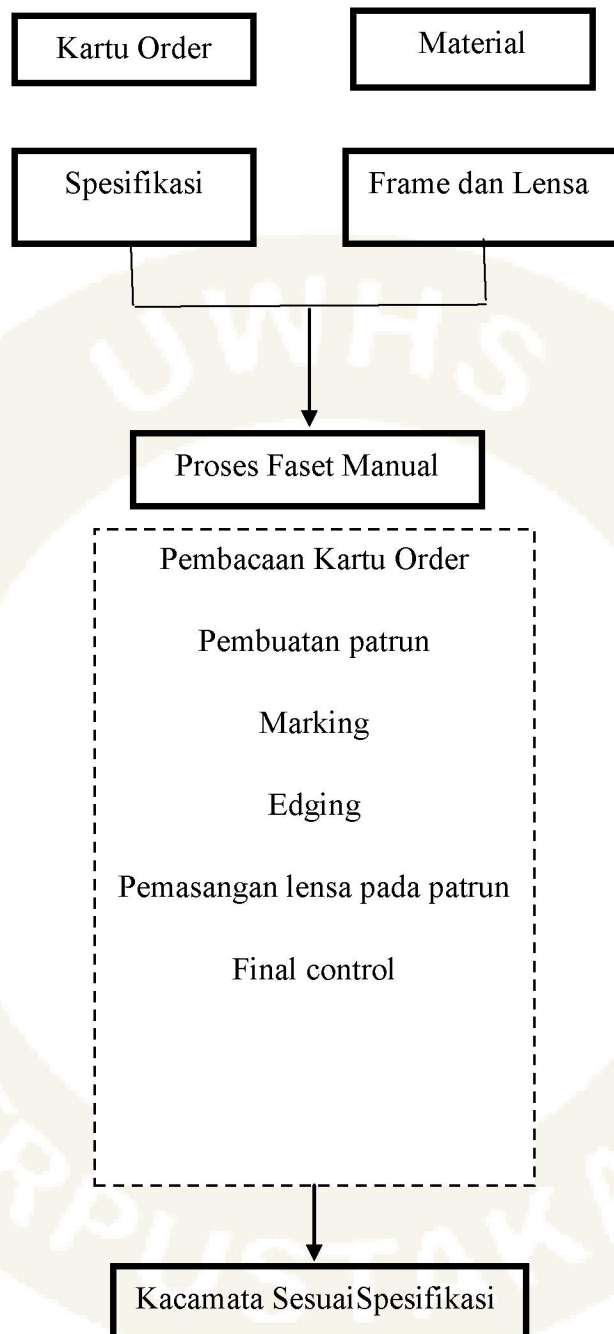 Kartu Order
Material
Spesifikasi
Frame dan Lensa
UWHS
Proses Faset Manual
Pembacaan Kartu Order
Pembuatan patrun
Marking
Edging
Pemasangan lensa pada patrun
Final control
Kacamata SesuaiSpesifikasi